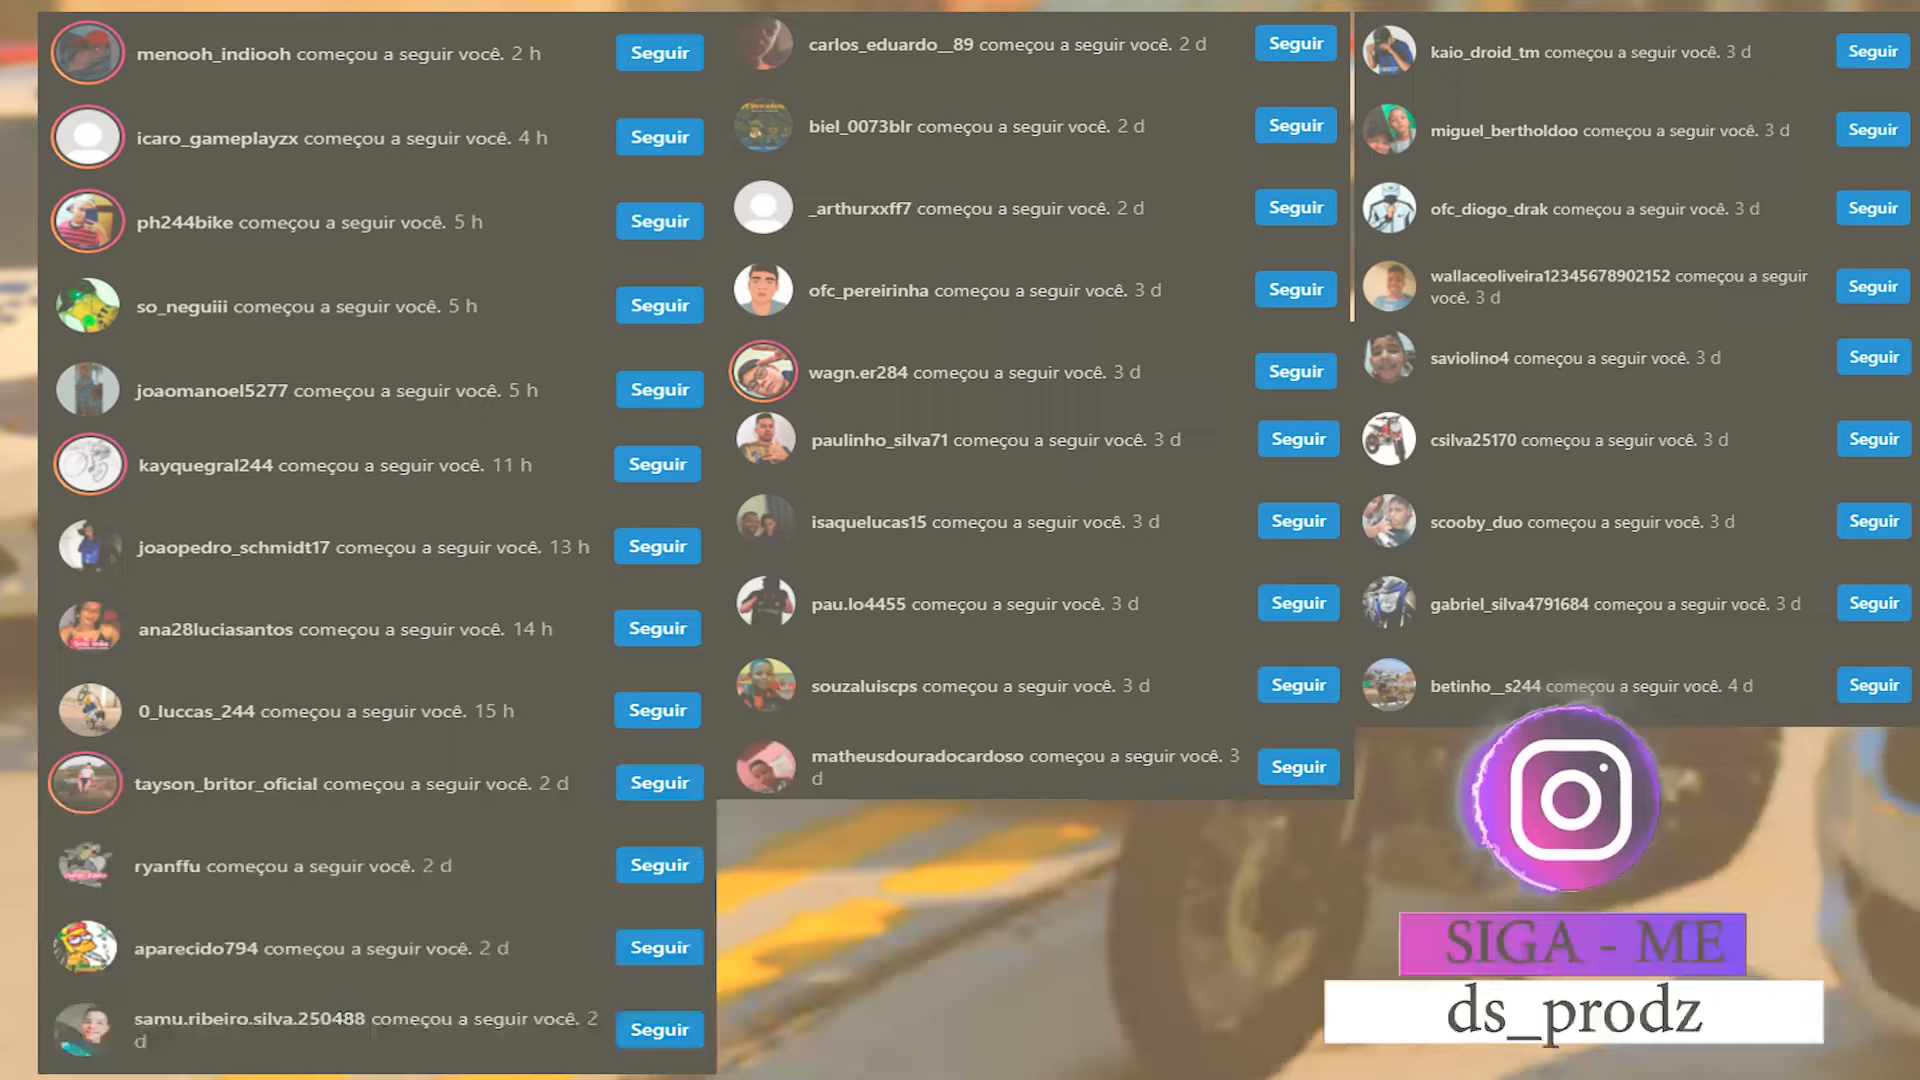 menooh_indiooh começou a seguir você. 2 h
Seguir
icaro_gameplayzx começou a seguir você. 4 h
Seguir
ph244bike começou a seguir você. 5 h
Seguir
so_neguiii começou a seguir você. 5 h
Seguir
joaomanoel5277 começou a seguir você. 5 h
Seguir
kayquegral244 começou a seguir você. 11 h
Seguir
joaopedro_schmidt17 começou a seguir você. 13 h
Seguir
ana28luciasantos começou a seguir você. 14 h
Seguir
0_luccas_244 começou a seguir você. 15 h
Seguir
tayson_britor_oficial começou a seguir você. 2 d
Seguir
ryanffu começou a seguir você. 2 d
Seguir
aparecido794 começou a seguir você. 2 d
Seguir
samu.ribeiro.silva.250488 começou a seguir você. 2
d
Seguir
carlos_eduardo__89 começou a seguir você. 2 d
Seguir
biel_0073blr começou a seguir você. 2 d
Seguir
_arthurxxff7 começou a seguir você. 2 d
Seguir
ofc_pereirinha começou a seguir você. 3 d
Seguir
wagn.er284 começou a seguir você. 3 d
Seguir
paulinho_silva71 começou a seguir você. 3 d
Seguir
isaquelucas15 começou a seguir você. 3 d
Seguir
pau.lo4455 começou a seguir você. 3 d
Seguir
souzaluiscps começou a seguir você. 3 d
Seguir
matheusdouradocardoso começou a seguir você. 3
d
Seguir
kaio_droid_tm começou a seguir você. 3 d
Seguir
miguel_bertholdoo começou a seguir você. 3 d
Seguir
ofc_diogo_drak começou a seguir você. 3 d
Seguir
wallaceoliveira12345678902152 começou a seguir
você. 3 d
Seguir
saviolino4 começou a seguir você. 3 d
Seguir
csilva25170 começou a seguir você. 3 d
Seguir
scooby_duo começou a seguir você. 3 d
Seguir
gabriel_silva4791684 começou a seguir você. 3 d
Seguir
betinho__s244 começou a seguir você. 4 d
Seguir
SIGA - ME
ds_prodz